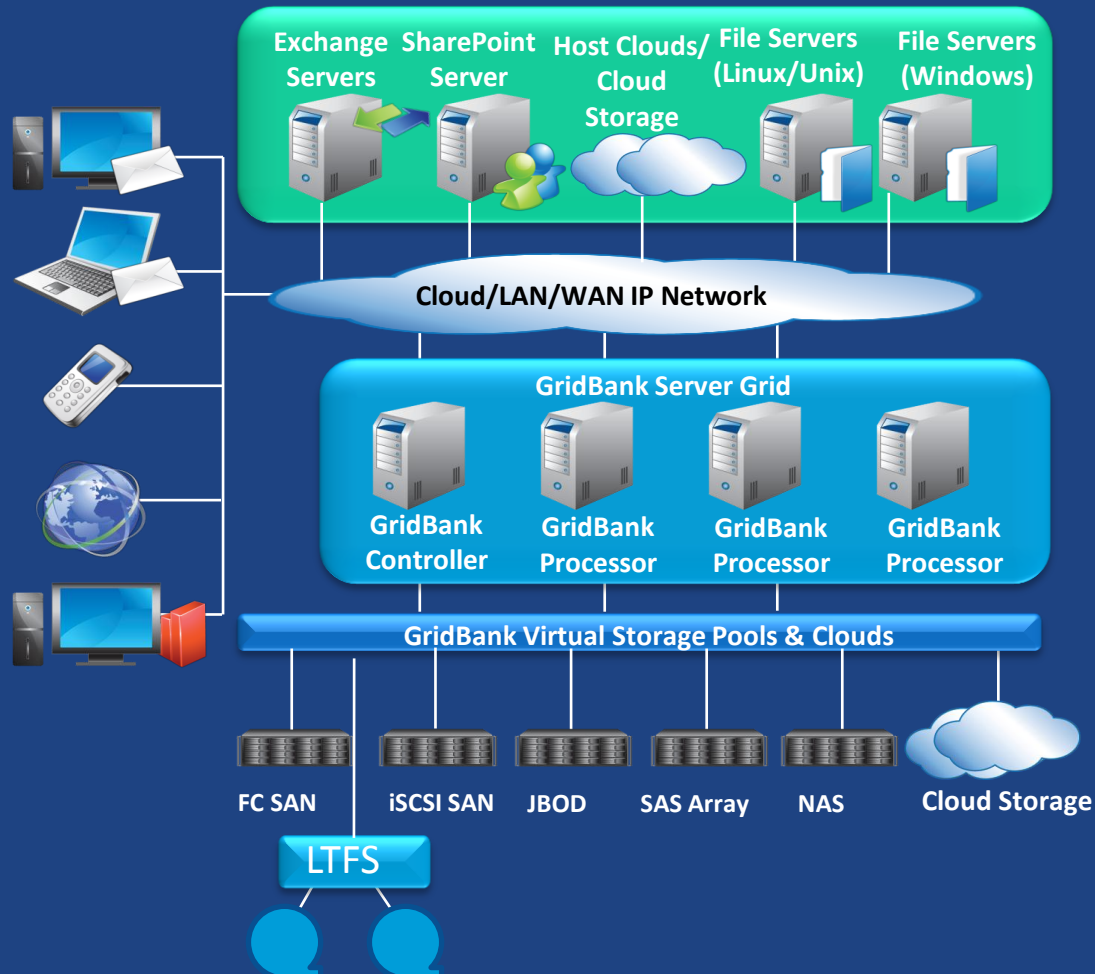 Exchange Servers
SharePoint Server
Host Clouds/
Cloud
Storage
File Servers
(Linux/Unix)
File Servers
(Windows)
Cloud/LAN/WAN IP Network
GridBank Server Grid
GridBank
Controller
GridBank
Processor
GridBank
Processor
GridBank
Processor
GridBank Virtual Storage Pools & Clouds
FC SAN
iSCSI SAN
JBOD
SAS Array
NAS
Cloud Storage
LTFS